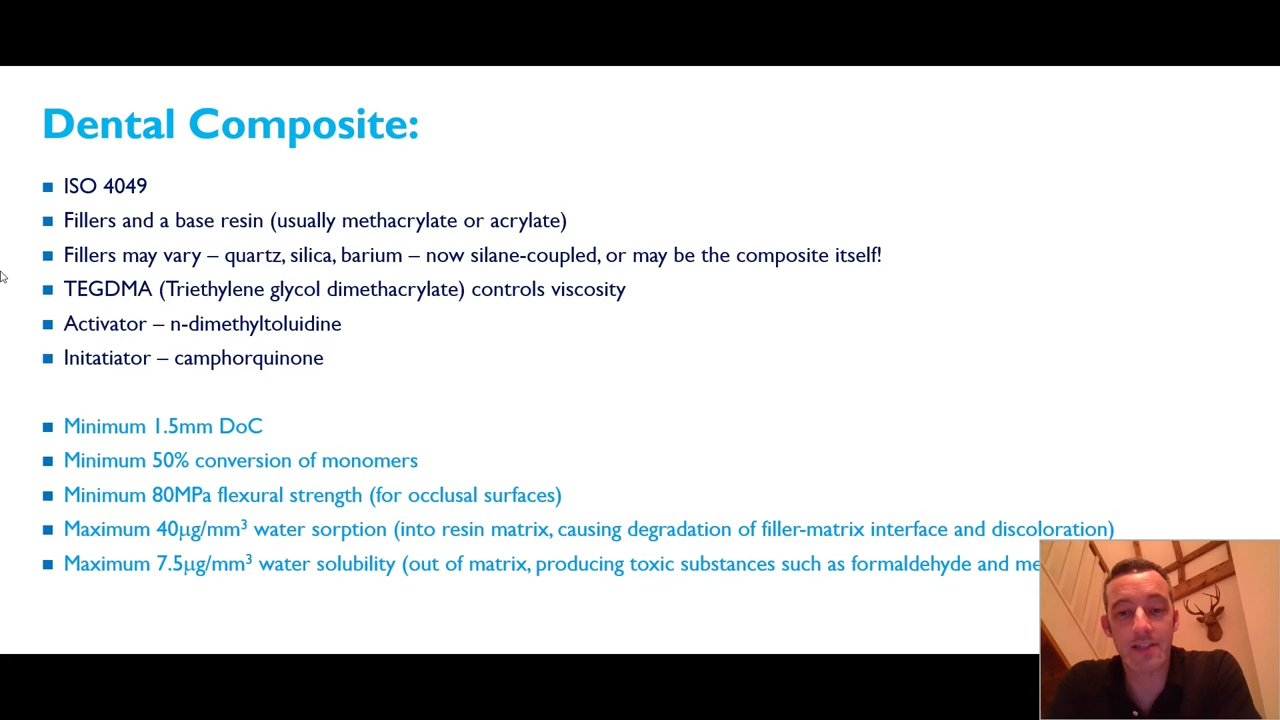 Dental Composite:
ISO 4049
Fillers and a base resin (usually methacrylate or acrylate)
Fillers may vary – quartz, silica, barium – now silane-coupled, or may be the composite itself!
TEGDMA (Triethylene glycol dimethacrylate) controls viscosity
Activator – n-dimethyltoluidine
Initatiator – camphorquinone
Minimum 1.5mm DoC
Minimum 50% conversion of monomers
Minimum 80MPa flexural strength (for occlusal surfaces)
Maximum 40µg/mm³ water sorption (into resin matrix, causing degradation of filler-matrix interface and discoloration)
Maximum 7.5µg/mm³ water solubility (out of matrix, producing toxic substances such as formaldehyde and